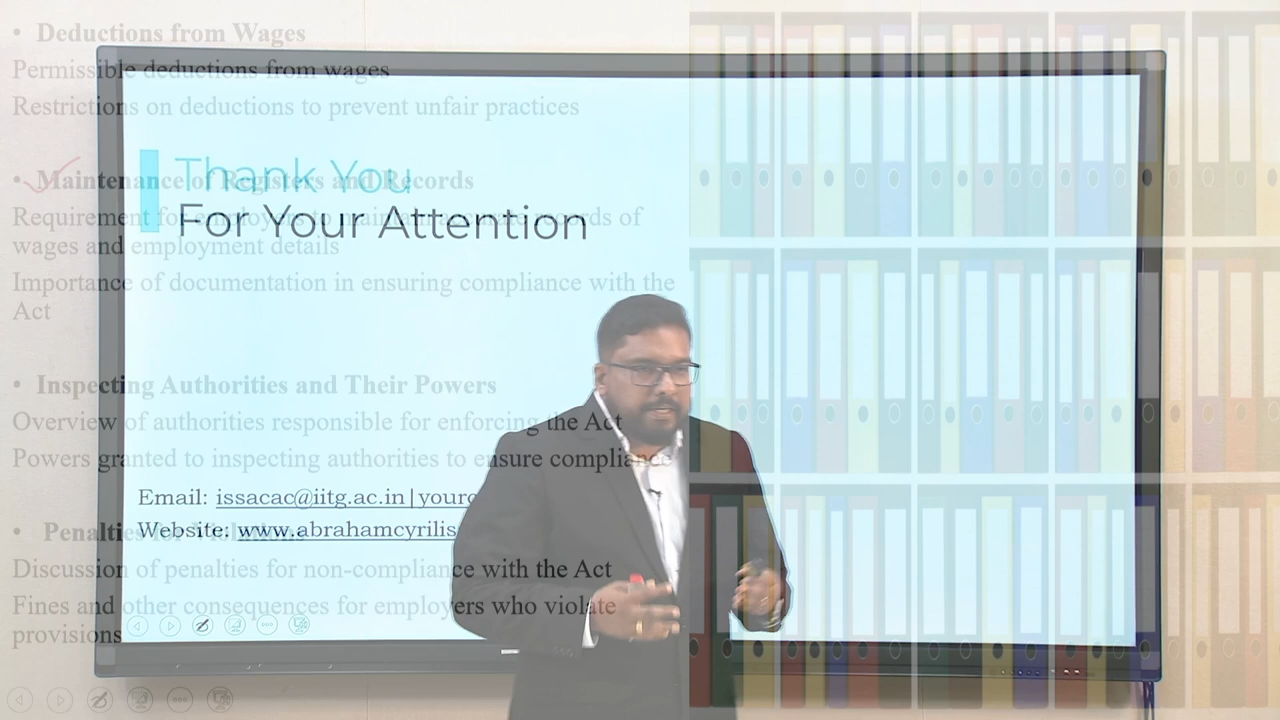 • Deductions from Wages
Permissible deductions from wages
Restrictions on deductions to prevent unfair practices
Thank You
For Your Attention
• Maintenance of Registers and Records
Requirement for employers to maintain records of
wages and employment details
Importance of documentation in ensuring compliance with the
Act
• Inspecting Authorities and Their Powers
Overview of authorities responsible for enforcing the Act
Powers granted to inspecting authorities to ensure compliance
Email: issacac@iitg.ac.in|
Website: www.abrahamcyrilis
• Penalties for
Discussion of penalties for non-compliance with the Act
Fines and other consequences for employers who violate
provisions